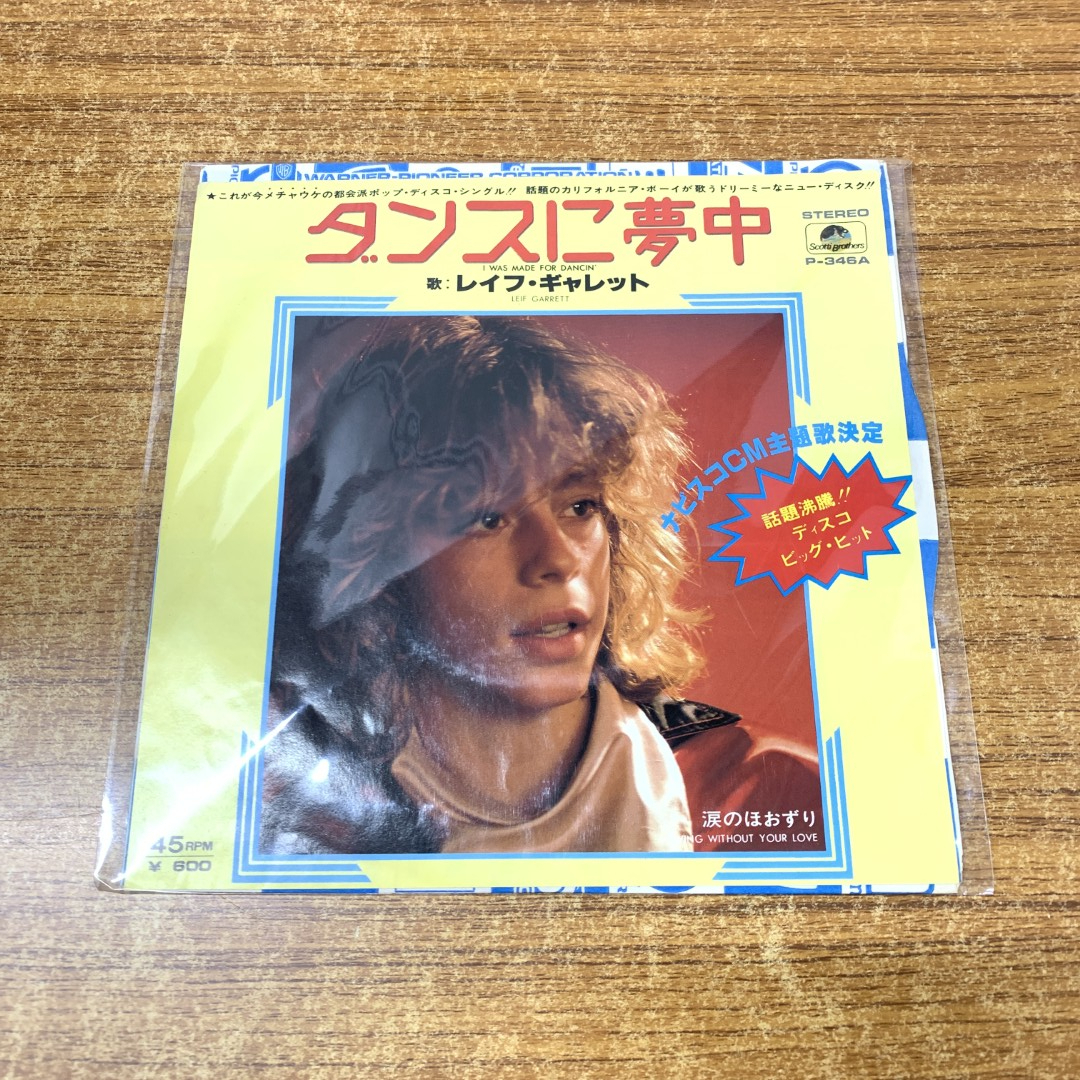 WARNER-PIONEER CORPORATION
★これが今メチャウケの都会派ポップ・ディスコ・シングル!! 話題のカリフォルニア・ボーイが歌うドリーミーなニュー・ディスク!!
ダンスに夢中
I WAS MADE FOR DANCIN'
歌:レイフ・ギャレット
LEIF GARRETT
STEREO
Scotti Brothers
P-346A
ナビスコCM主題歌決定
話題沸騰!!
ディスコ
ビッグ・ヒット
涙のほおずり
WITHOUT YOUR LOVE
45RPM
¥ 600